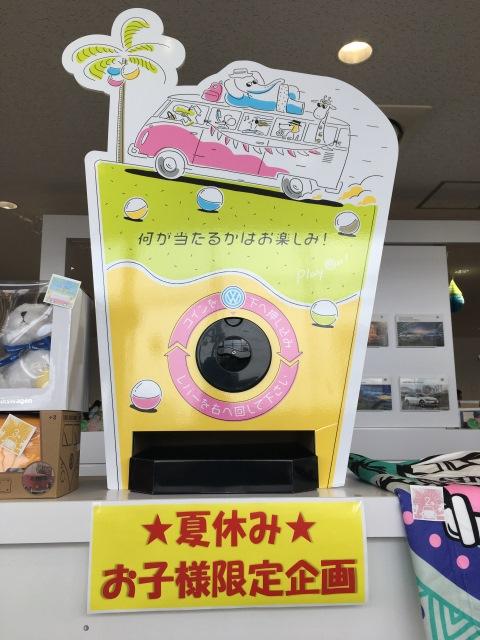 何が当たるかはお楽しみ!
Play On!
コインを
下へ押し込み
レバーを右へ回して下さい
★夏休み★
お子様限定企画